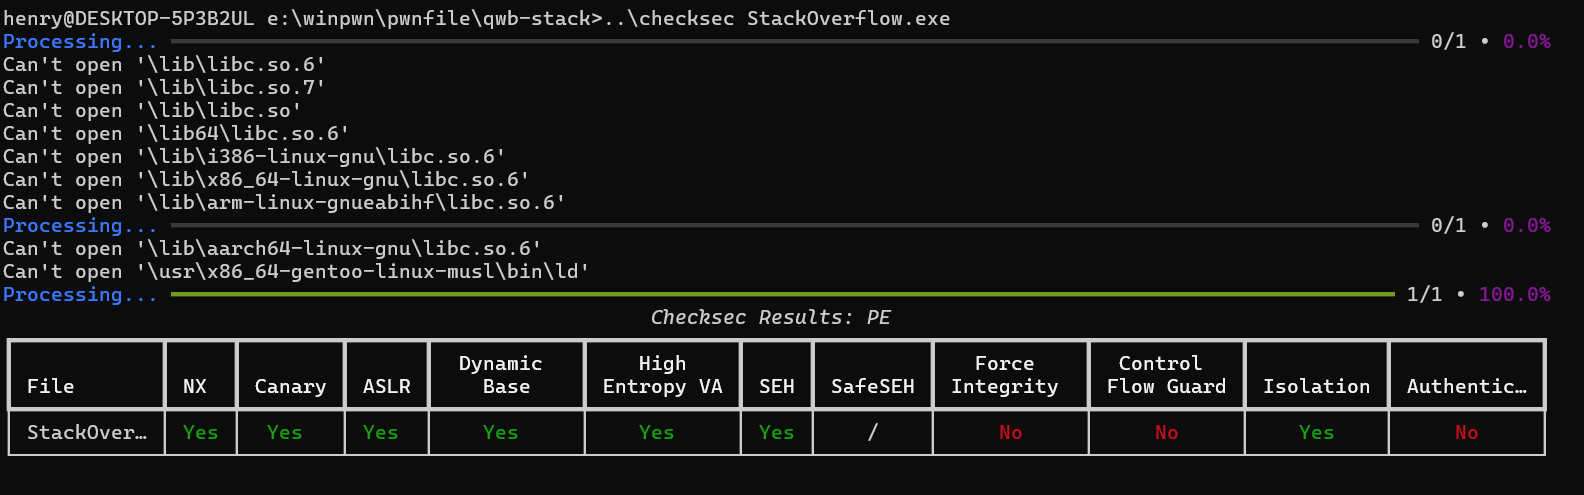 henry@DESKTOP-5P3B2UL e:\winpwn\pwnfile\qwb-stack>..\checksec StackOverflow.exe
Processing... 0/1 • 0.0%
Can't open '\lib\libc.so.6'
Can't open '\lib\libc.so.7'
Can't open '\lib\libc.so'
Can't open '\lib64\libc.so.6'
Can't open '\lib\i386-linux-gnu\libc.so.6'
Can't open '\lib\x86_64-linux-gnu\libc.so.6'
Can't open '\lib\arm-linux-gnueabihf\libc.so.6'
Processing... 0/1 • 0.0%
Can't open '\lib\aarch64-linux-gnu\libc.so.6'
Can't open '\usr\x86_64-gentoo-linux-musl\bin\ld'
Processing... 1/1 • 100.0%
Checksec Results: PE
Dynamic High Force Control
File NX Canary ASLR Base Entropy VA SEH SafeSEH Integrity Flow Guard Isolation Authentic…
StackOver… Yes Yes Yes Yes Yes Yes / No No Yes No